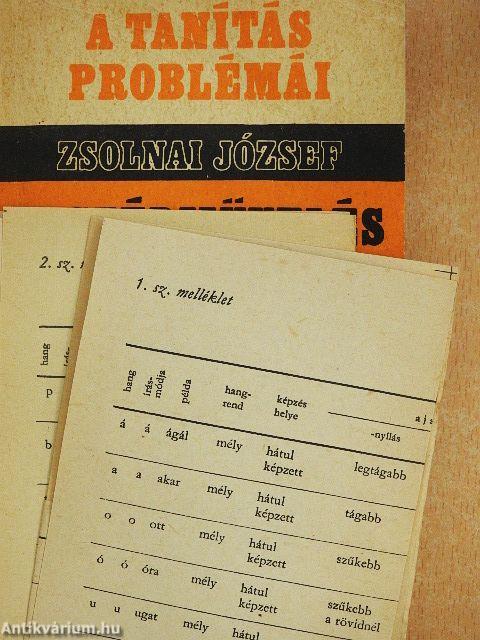 A TANÍTÁS
PROBLÉMÁI
ZSOLNAI JÓZSEF
2. sz.
1. sz. melléklet
hang
írás-
módja
példa
hang-
rend
képzés
helye
-nyílás
á á ágál mély hátul
képzett legtágabb
a a akar mély hátul
képzett tágabb
o o ott mély hátul
képzett szűkebb
ó ó óra mély hátul
képzett szűkebb
a rövidnél
u u ugat mély hátul
hang
p
b
Antikvárium.hu